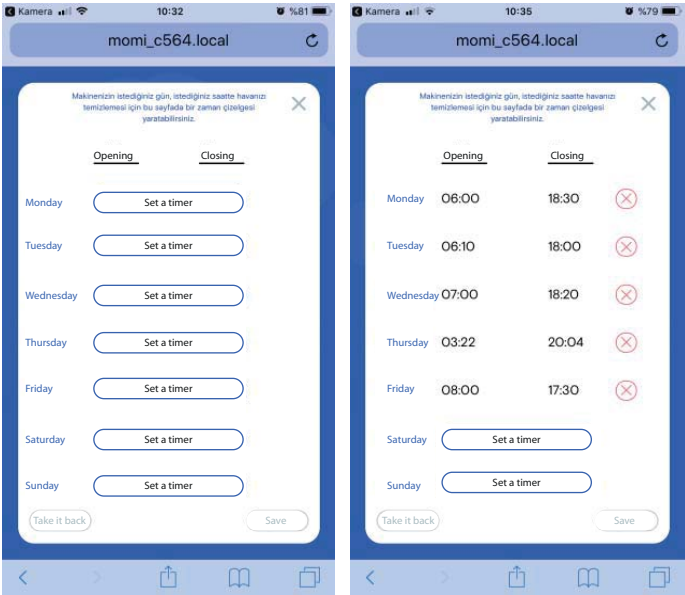 Kamera 10:32 %81
momi_c564.local
Makinenizin istediğiniz gün, istediğiniz saatte havanızı
temizlemesi için bu sayfada bir zaman çizelgesi
yaratabilirsiniz.
Opening Closing
Monday Set a timer
Tuesday Set a timer
Wednesday Set a timer
Thursday Set a timer
Friday Set a timer
Saturday Set a timer
Sunday Set a timer
Take it back Save
Kamera 10:35 %79
momi_c564.local
Makinenizin istediğiniz gün, istediğiniz saatte havanızı
temizlemesi için bu sayfada bir zaman çizelgesi
yaratabilirsiniz.
Opening Closing
Monday 06:00 18:30
Tuesday 06:10 18:00
Wednesday 07:00 18:20
Thursday 03:22 20:04
Friday 08:00 17:30
Saturday Set a timer
Sunday Set a timer
Take it back Save